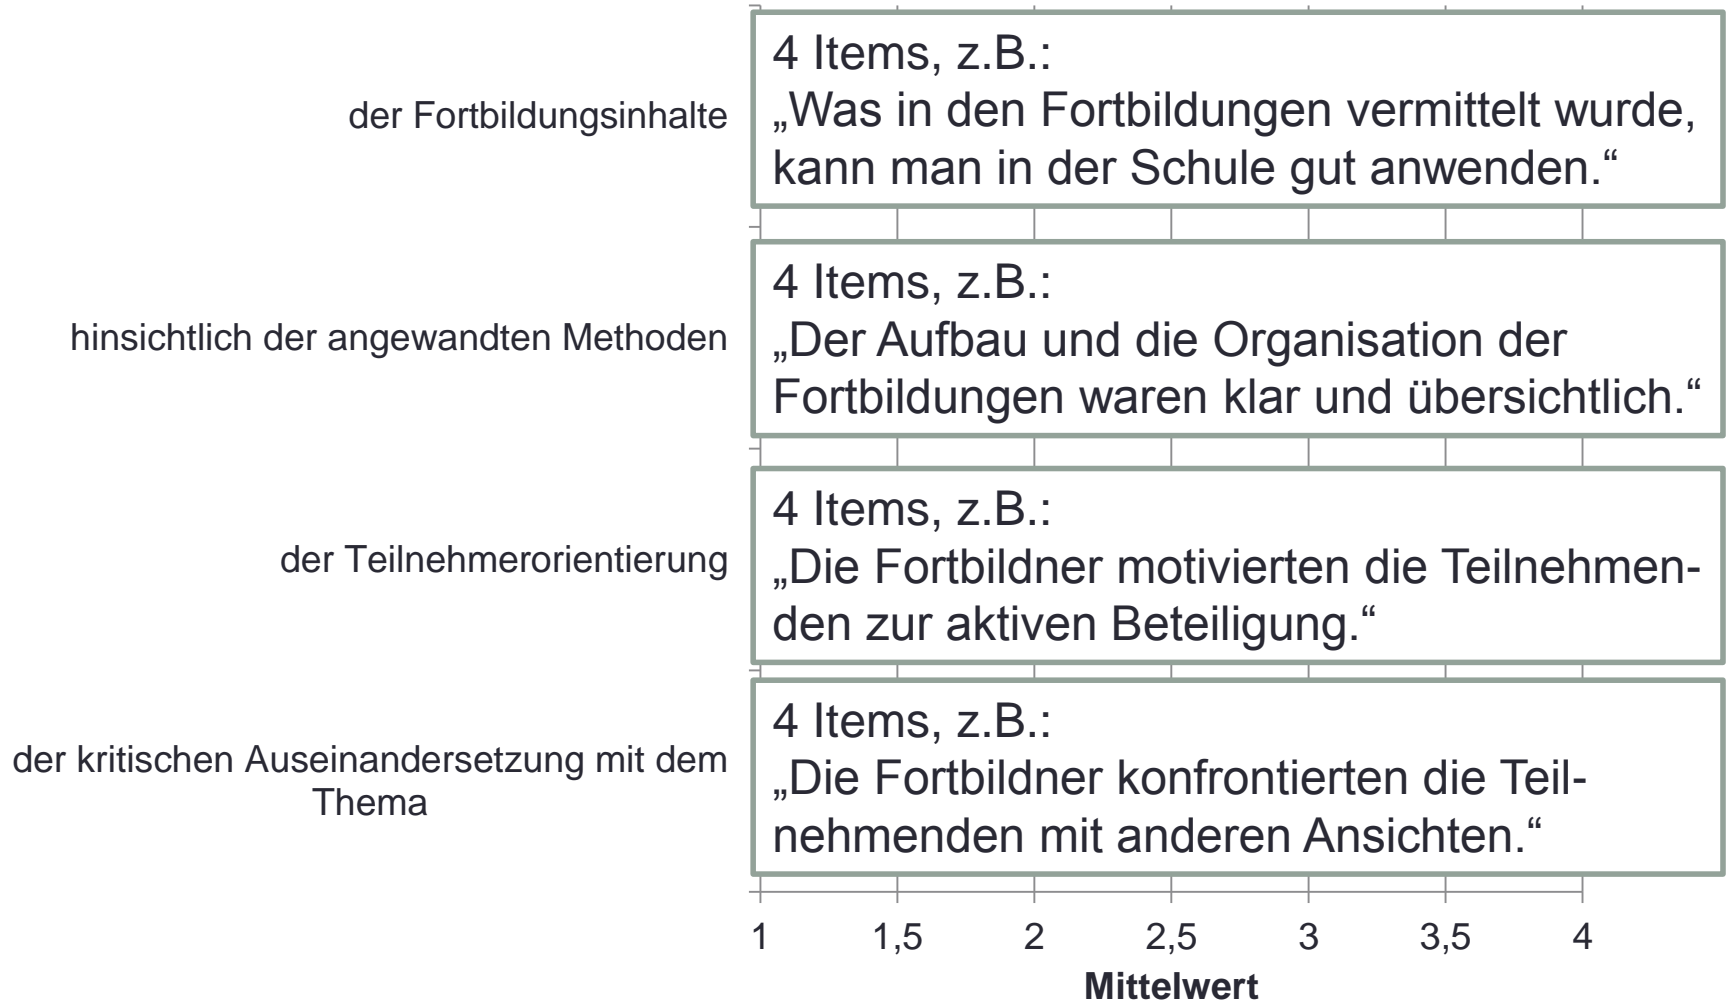 der Fortbildungsinhalte
4 Items, z.B.:
„Was in den Fortbildungen vermittelt wurde,
kann man in der Schule gut anwenden.“
hinsichtlich der angewandten Methoden
4 Items, z.B.:
„Der Aufbau und die Organisation der
Fortbildungen waren klar und übersichtlich.“
der Teilnehmerorientierung
4 Items, z.B.:
„Die Fortbildner motivierten die Teilnehmen-
den zur aktiven Beteiligung.“
der kritischen Auseinandersetzung mit dem
Thema
4 Items, z.B.:
„Die Fortbildner konfrontierten die Teil-
nehmenden mit anderen Ansichten.“
1 1,5 2 2,5 3 3,5 4
Mittelwert